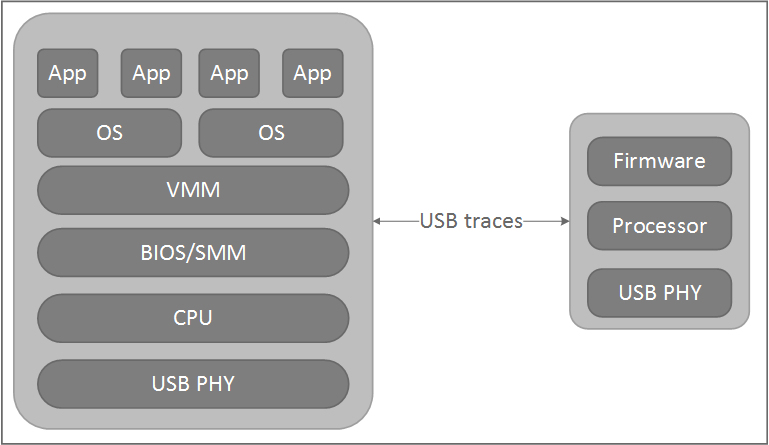 App App App App
OS OS
VMM
BIOS/SMM
CPU
USB PHY
USB traces
Firmware
Processor
USB PHY